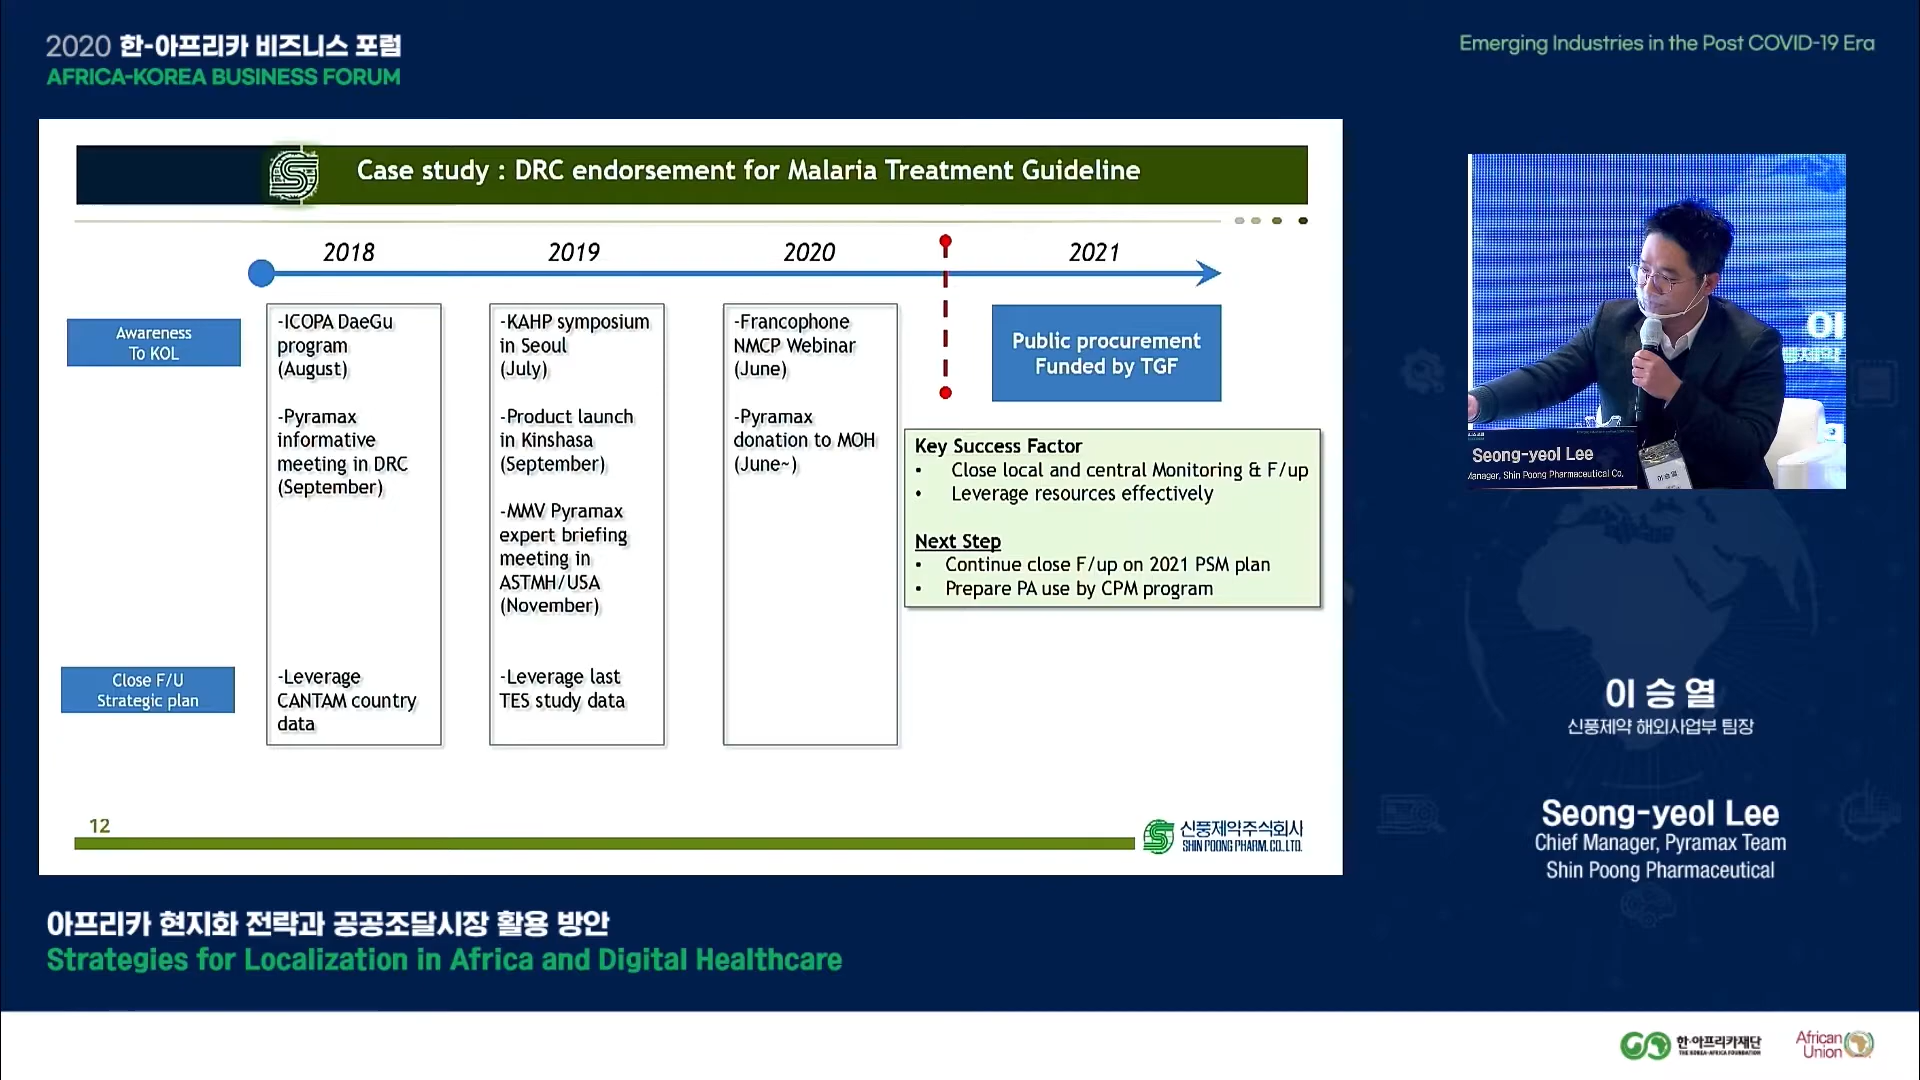 2020 한-아프리카 비즈니스 포럼
AFRICA-KOREA BUSINESS FORUM
Emerging Industries in the Post COVID-19 Era
Case study : DRC endorsement for Malaria Treatment Guideline
2018
2019
2020
2021
Awareness
To KOL
-ICOPA DaeGu
program
(August)
-Pyramax
informative
meeting in DRC
(September)
-KAHP symposium
in Seoul
(July)
-Product launch
in Kinshasa
(September)
-MMV Pyramax
expert briefing
meeting in
ASTMH/USA
(November)
-Francophone
NMCP Webinar
(June)
-Pyramax
donation to MOH
(June~)
Public procurement
Funded by TGF
Key Success Factor
• Close local and central Monitoring & F/up
• Leverage resources effectively
Next Step
• Continue close F/up on 2021 PSM plan
• Prepare PA use by CPM program
Close F/U
Strategic plan
-Leverage
CANTAM country
data
-Leverage last
TES study data
12
신풍제약주식회사
SHIN POONG PHARM. CO. LTD.
Seong-yeol Lee
Manager, Shin Poong Pharmaceutical Co.
이승열
이 승 열
신풍제약 해외사업부 팀장
Seong-yeol Lee
Chief Manager, Pyramax Team
Shin Poong Pharmaceutical
아프리카 현지화 전략과 공공조달시장 활용 방안
Strategies for Localization in Africa and Digital Healthcare
한·아프리카재단
THE KOREA-AFRICA FOUNDATION
African
Union